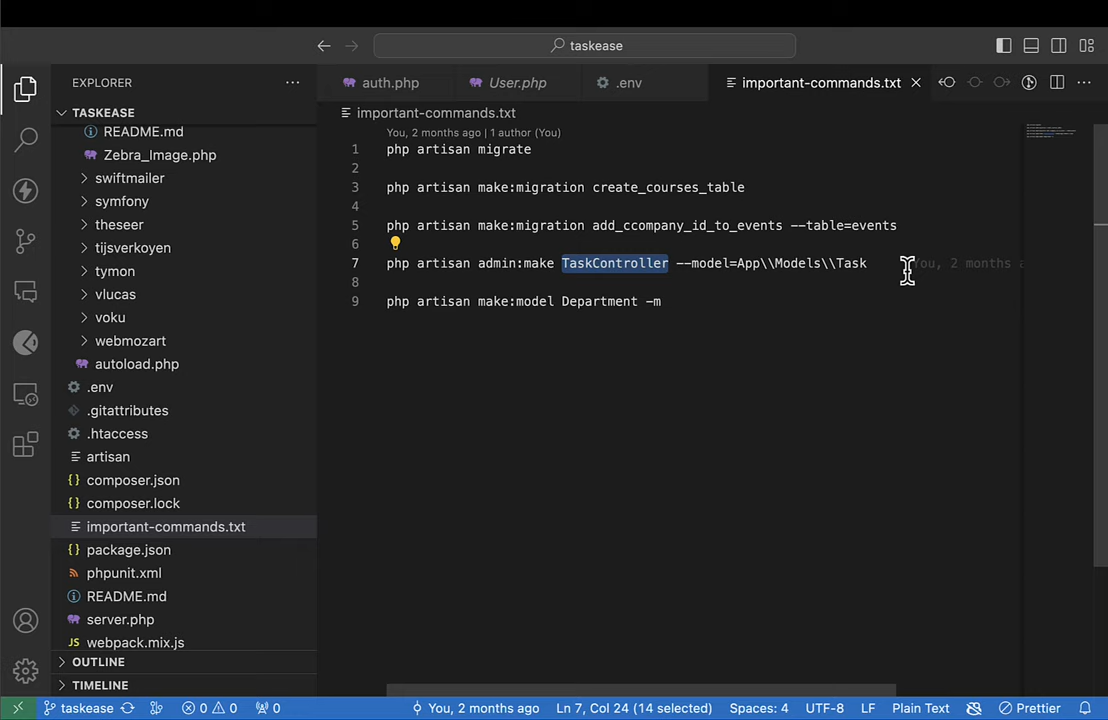 taskease
EXPLORER
auth.php
User.php
.env
important-commands.txt
TASKEASE
important-commands.txt
README.md
You, 2 months ago | 1 author (You)
Zebra_Image.php
1 php artisan migrate
swiftmailer
2
symfony
3 php artisan make:migration create_courses_table
theseer
4
5 php artisan make:migration add_ccompany_id_to_events --table=events
tijsverkoyen
6
tymon
7 php artisan admin:make TaskController --model=App\\Models\\Task You, 2 months a
vlucas
8
voku
9 php artisan make:model Department -m
webmozart
autoload.php
.env
.gitattributes
.htaccess
artisan
composer.json
composer.lock
important-commands.txt
package.json
phpunit.xml
README.md
server.php
JS webpack.mix.js
OUTLINE
TIMELINE
taskease 0 0 0 You, 2 months ago Ln 7, Col 24 (14 selected) Spaces: 4 UTF-8 LF Plain Text Prettier